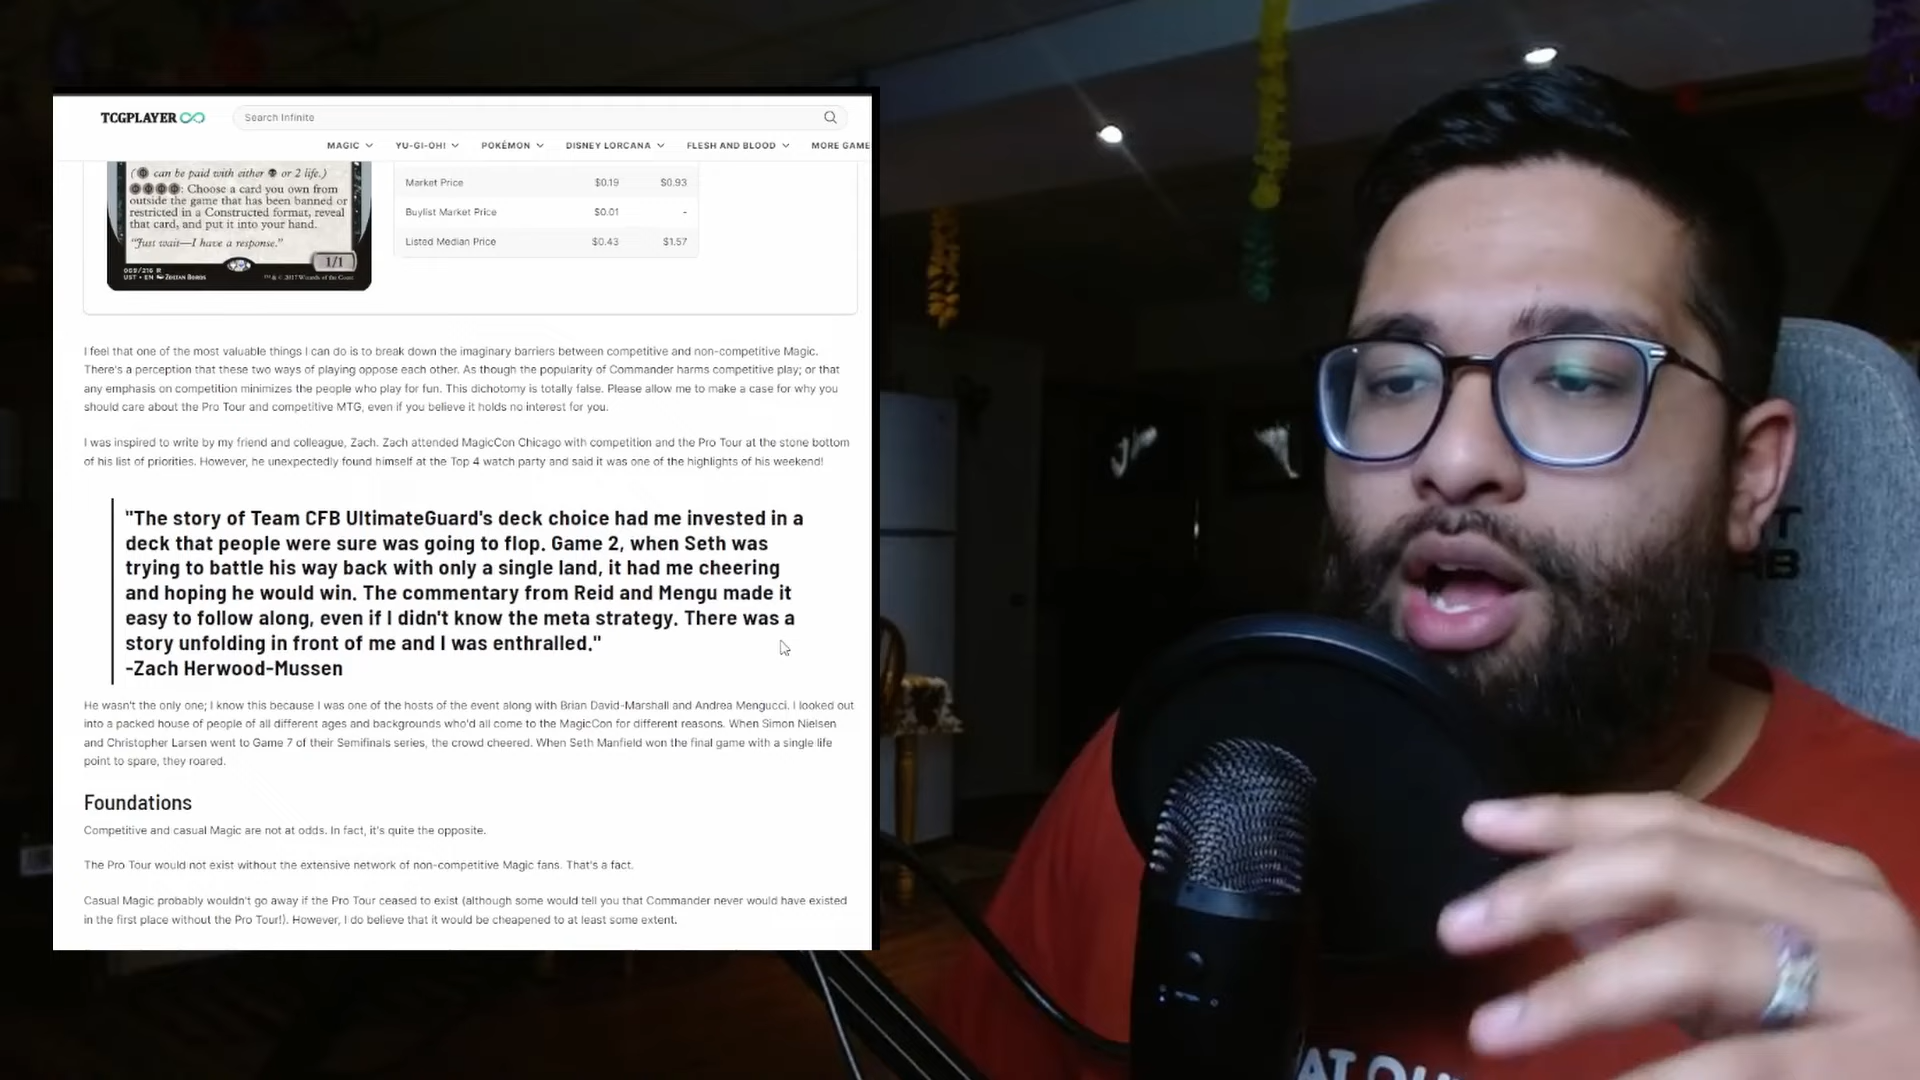 TCGPLAYER
Search Infinite
MAGIC YU-GI-OH! POKÉMON DISNEY LORCANA FLESH AND BLOOD MORE GAME
can be paid with either or 2 life.)
: Choose a card you own from
outside the game that has been banned or
restricted in a Constructed format, reveal
that card, and put it into your hand.
"Just wait—I have a response."
1/1
069/216 R
UST • EN ZOLTAN BOROS
Market Price $0.19 $0.93
Buylist Market Price $0.01 -
Listed Median Price $0.43 $1.57
I feel that one of the most valuable things I can do is to break down the imaginary barriers between competitive and non-competitive Magic.
There's a perception that these two ways of playing oppose each other. As though the popularity of Commander harms competitive play; or that
any emphasis on competition minimizes the people who play for fun. This dichotomy is totally false. Please allow me to make a case for why you
should care about the Pro Tour and competitive MTG, even if you believe it holds no interest for you.
I was inspired to write by my friend and colleague, Zach. Zach attended MagicCon Chicago with competition and the Pro Tour at the stone bottom
of his list of priorities. However, he unexpectedly found himself at the Top 4 watch party and said it was one of the highlights of his weekend!
"The story of Team CFB UltimateGuard's deck choice had me invested in a
deck that people were sure was going to flop. Game 2, when Seth was
trying to battle his way back with only a single land, it had me cheering
and hoping he would win. The commentary from Reid and Mengu made it
easy to follow along, even if I didn't know the meta strategy. There was a
story unfolding in front of me and I was enthralled."
-Zach Herwood-Mussen
He wasn't the only one; I know this because I was one of the hosts of the event along with Brian David-Marshall and Andrea Mengucci. I looked out
into a packed house of people of all different ages and backgrounds who'd all come to the MagicCon for different reasons. When Simon Nielsen
and Christopher Larsen went to Game 7 of their Semifinals series, the crowd cheered. When Seth Manfield won the final game with a single life
point to spare, they roared.
Foundations
Competitive and casual Magic are not at odds. In fact, it's quite the opposite.
The Pro Tour would not exist without the extensive network of non-competitive Magic fans. That's a fact.
Casual Magic probably wouldn't go away if the Pro Tour ceased to exist (although some would tell you that Commander never would have existed
in the first place without the Pro Tour!). However, I do believe that it would be cheapened to at least some extent.